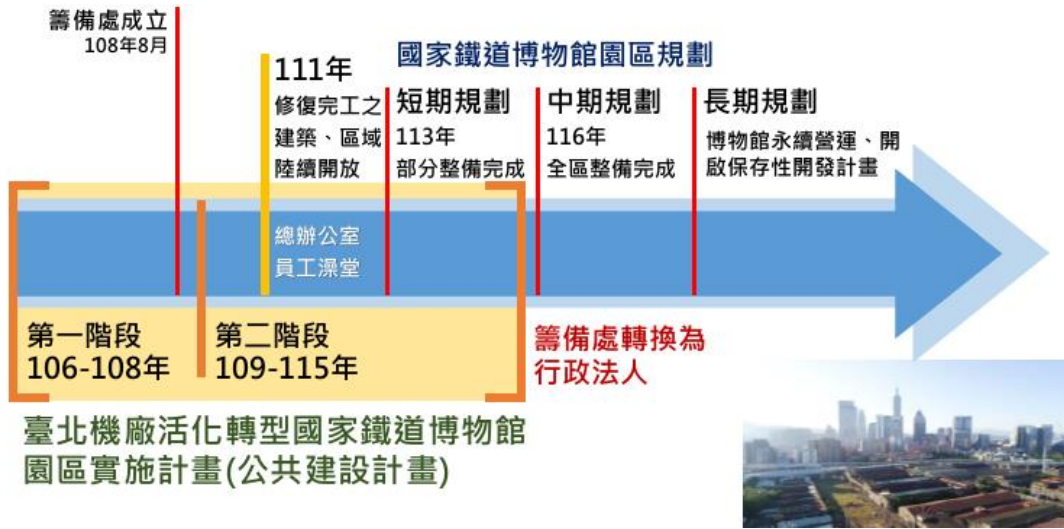 籌備處成立
108年8月
國家鐵道博物館園區規劃
111年
修復完工之
建築、區域
陸續開放
短期規劃
113年
部分整備完成
中期規劃
116年
全區整備完成
長期規劃
博物館永續營運、開
啟保存性開發計畫
總辦公室
員工澡堂
第一階段
106-108年
第二階段
109-115年
籌備處轉換為
行政法人
臺北機廠活化轉型國家鐵道博物館
園區實施計畫(公共建設計畫)